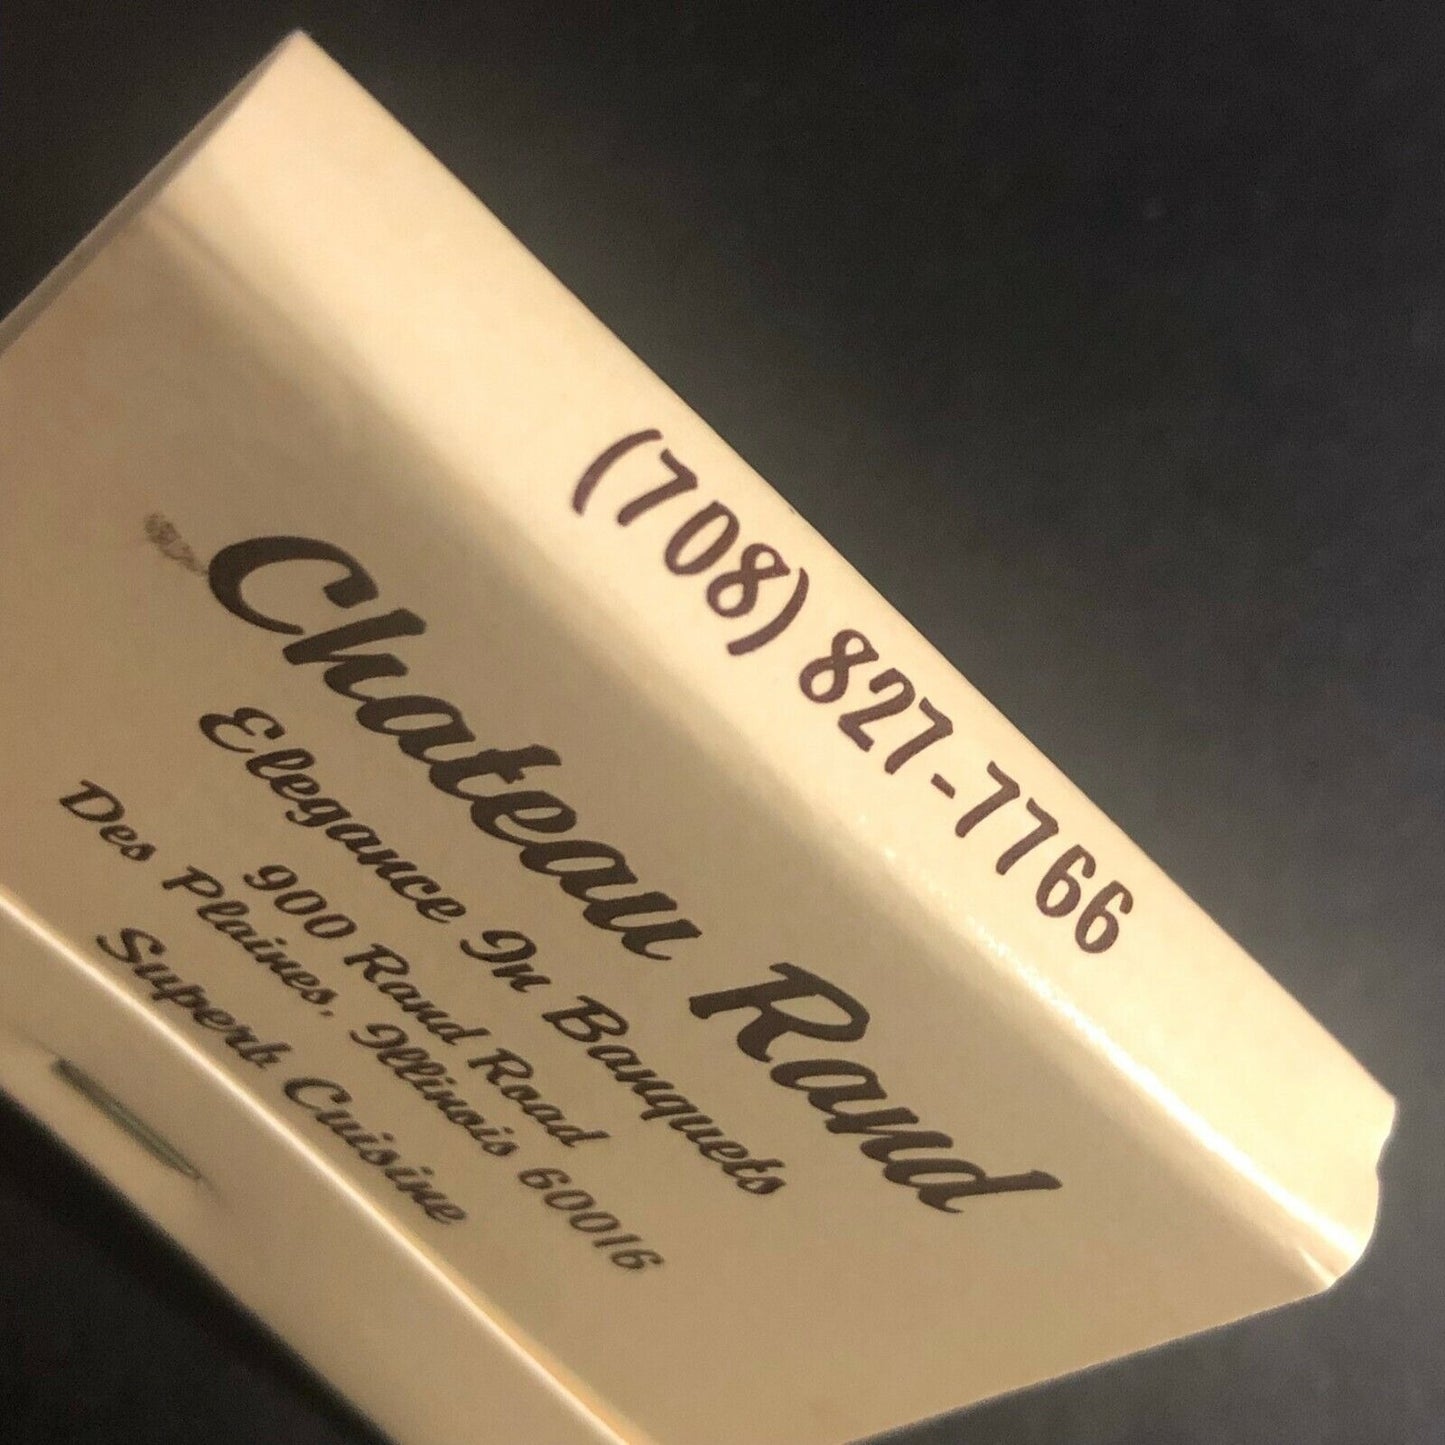 (708) 827-7766
Chateau Rand
Elegance In Banquets
900 Rand Road
Des Plaines, Illinois 60016
Superb Cuisine